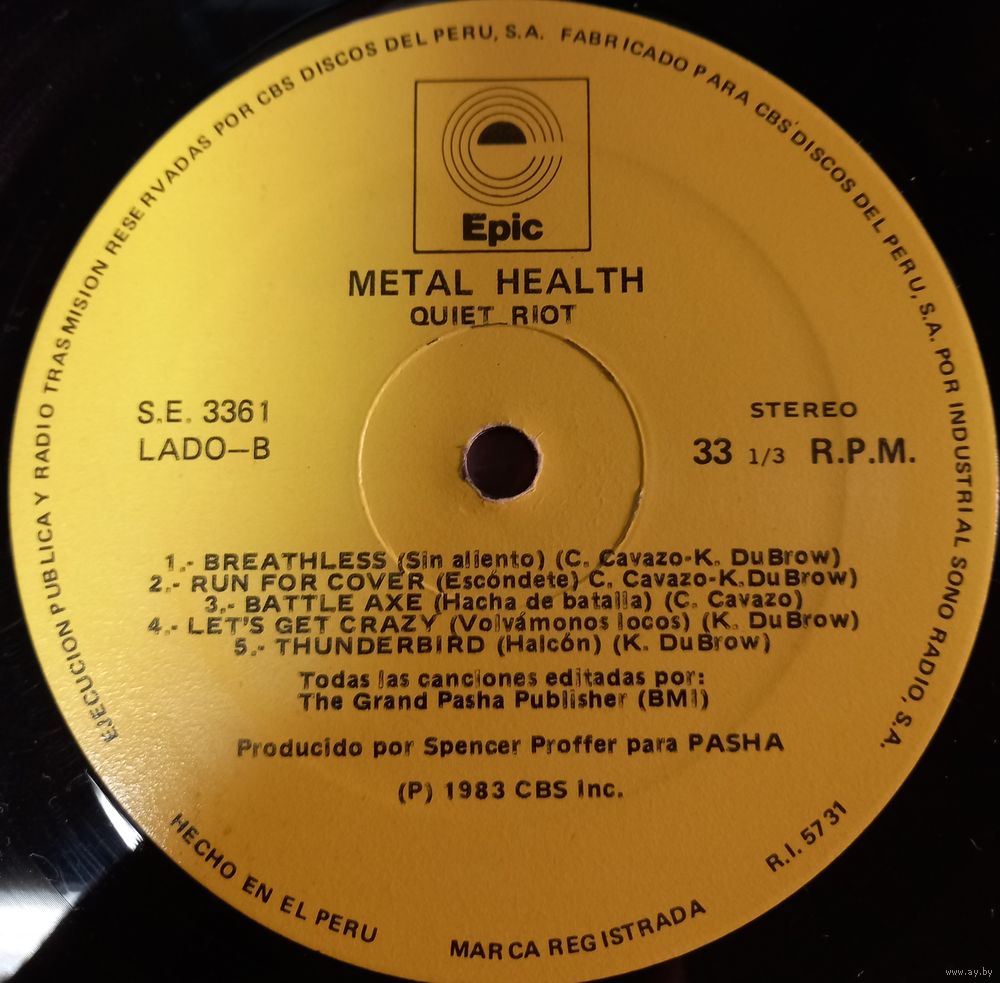 EJECUCION PUBLICA Y RADIO TRASMISION RESERVADAS POR CBS DISCOS DEL PERU, S.A. FABRICADO PARA CBS DISCOS DEL PERU, S.A. POR INDUSTRIAL SONO RADIO, S.A.
Epic
METAL HEALTH
QUIET RIOT
S.E. 3361
LADO-B
STEREO
33 1/3 R.P.M.
1.- BREATHLESS (Sin aliento) (C. Cavazo-K. DuBrow)
2.- RUN FOR COVER (Escóndete) C. Cavazo-K.DuBrow)
3.- BATTLE AXE (Hacha de batalla) (C. Cavazo)
4.- LET'S GET CRAZY (Volvámonos locos) (K. DuBrow)
5.- THUNDERBIRD (Halcón) (K. DuBrow)
Todas las canciones editadas por:
The Grand Pasha Publisher (BMI)
Producido por Spencer Proffer para PASHA
(P) 1983 CBS Inc.
HECHO EN EL PERU
MARCA REGISTRADA
R.I. 5731
www.ay.by